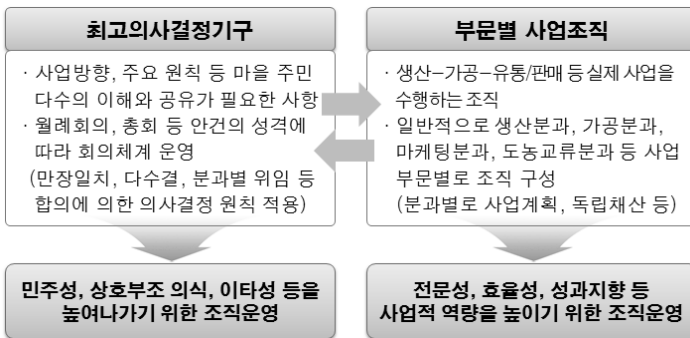 최고의사결정기구
· 사업방향, 주요 원칙 등 마을 주민
다수의 이해와 공유가 필요한 사항
· 월례회의, 총회 등 안건의 성격에
따라 회의체계 운영
(만장일치, 다수결, 분과별 위임 등
합의에 의한 의사결정 원칙 적용)
민주성, 상호부조 의식, 이타성 등을
높여나가기 위한 조직운영
부문별 사업조직
· 생산-가공-유통/판매 등 실제 사업을
수행하는 조직
· 일반적으로 생산분과, 가공분과,
마케팅분과, 도농교류분과 등 사업
부문별로 조직 구성
(분과별로 사업계획, 독립채산 등)
전문성, 효율성, 성과지향 등
사업적 역량을 높이기 위한 조직운영